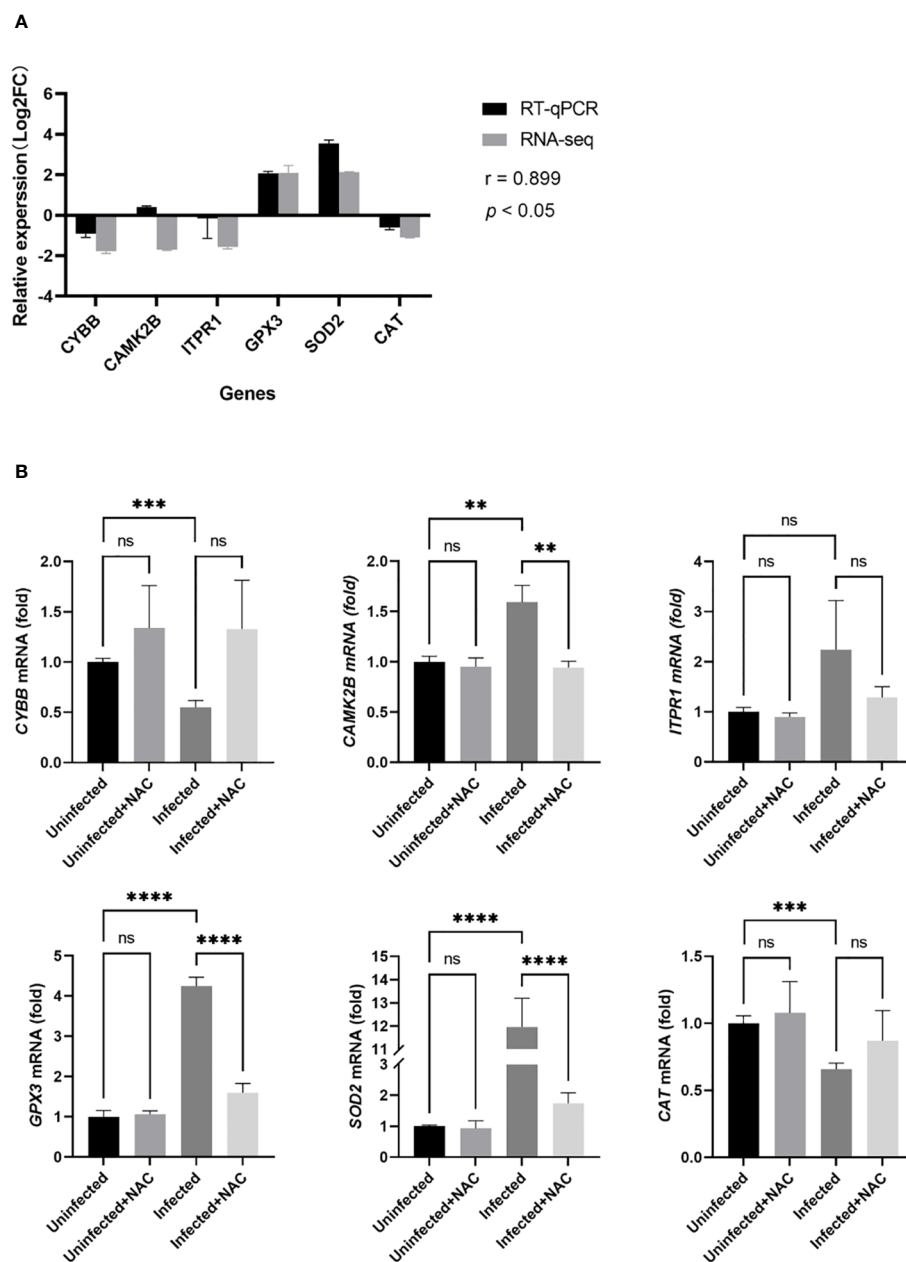 A
Relative experssion(Log2FC)
6
4
2
0
-2
-4
CYBB
CAMK2B
ITPR1
GPX3
SOD2
CAT
Genes
RT-qPCR
RNA-seq
r = 0.899
p < 0.05
B
CYBB mRNA (fold)
2.0
1.5
1.0
0.5
0.0
***
ns
ns
Uninfected
Uninfected+NAC
Infected
Infected+NAC
CAMK2B mRNA (fold)
2.0
1.5
1.0
0.5
0.0
**
ns
**
Uninfected
Uninfected+NAC
Infected
Infected+NAC
ITPR1 mRNA (fold)
4
3
2
1
0
ns
ns
ns
Uninfected
Uninfected+NAC
Infected
Infected+NAC
GPX3 mRNA (fold)
5
4
3
2
1
0
****
ns
****
Uninfected
Uninfected+NAC
Infected
Infected+NAC
SOD2 mRNA (fold)
15
14
13
12
11
3
2
1
0
****
ns
****
Uninfected
Uninfected+NAC
Infected
Infected+NAC
CAT mRNA (fold)
1.5
1.0
0.5
0.0
***
ns
ns
Uninfected
Uninfected+NAC
Infected
Infected+NAC